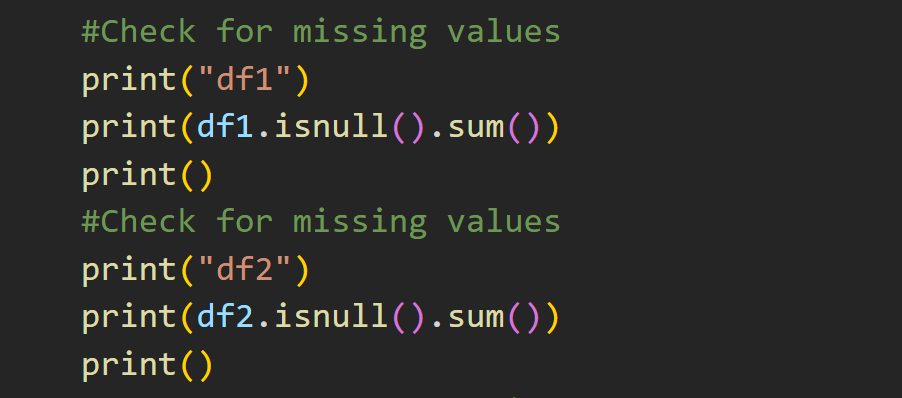 #Check for missing values
print("df1")
print(df1.isnull().sum())
print()
#Check for missing values
print("df2")
print(df2.isnull().sum())
print()